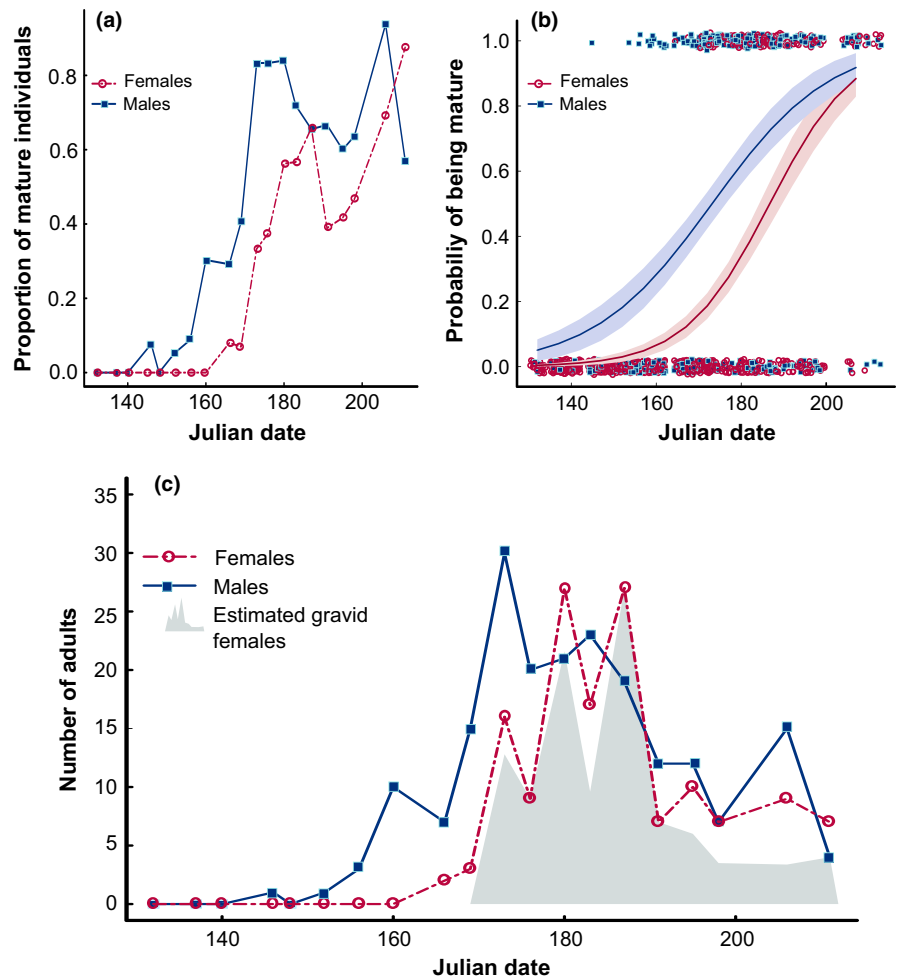 (a)
Females
Males
0.8
0.6
0.4
0.2
0.0
Proportion of mature individuals
140
160
180
200
Julian date
(b)
Females
Males
1.0
0.8
0.6
0.4
0.2
0.0
Probabiliy of being mature
140
160
180
200
Julian date
(c)
Females
Males
Estimated gravid
females
35
30
25
20
15
10
5
0
Number of adults
140
160
180
200
Julian date